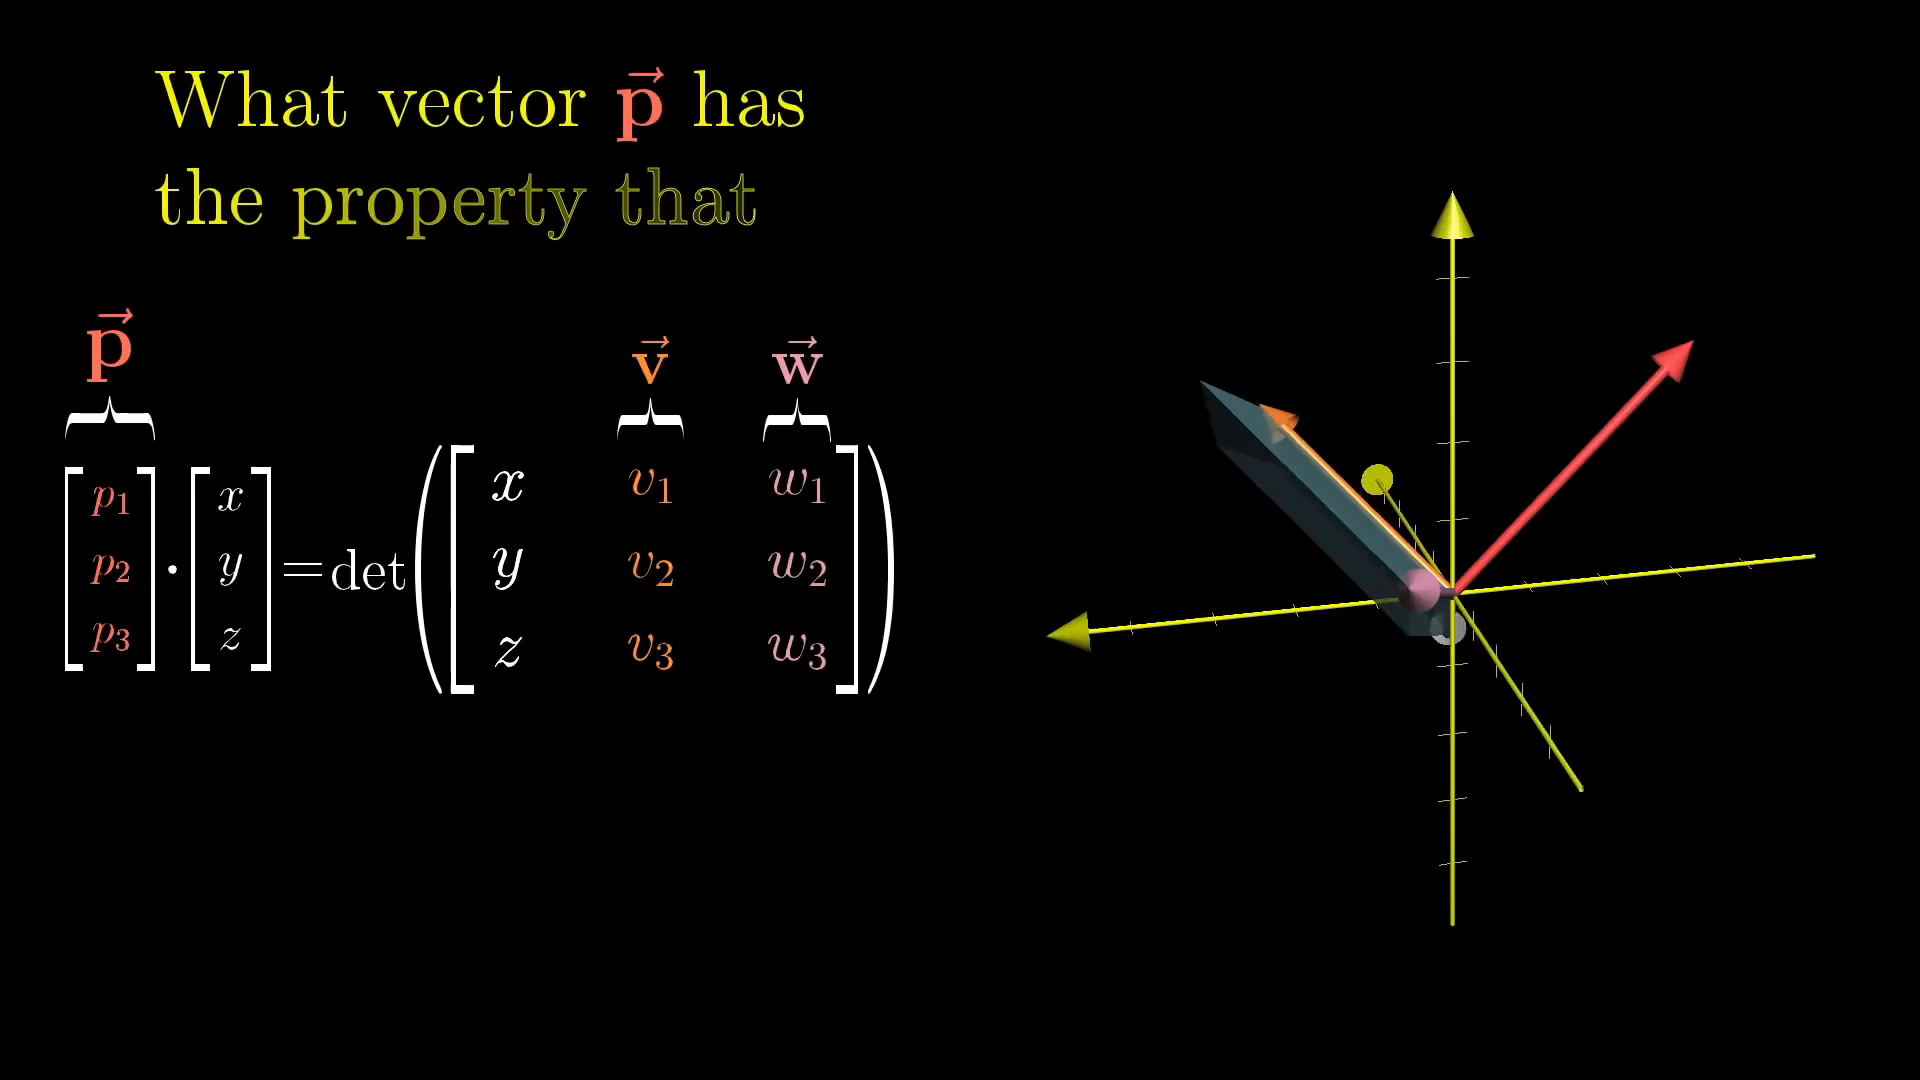 What vector p⃗ has
the property that
p⃗ v⃗ w⃗
[p₁ p₂ p₃] · [x y z] = det([x v₁ w₁
y v₂ w₂
z v₃ w₃])